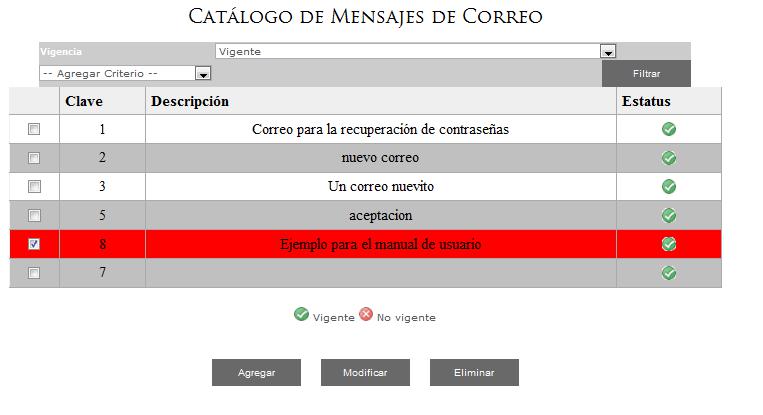 Catálogo de Mensajes de Correo
Vigencia Vigente
-- Agregar Criterio -- Filtrar
Clave Descripción Estatus
1 Correo para la recuperación de contraseñas
2 nuevo correo
3 Un correo nuevito
5 aceptacion
8 Ejemplo para el manual de usuario
7
Vigente No vigente
Agregar Modificar Eliminar